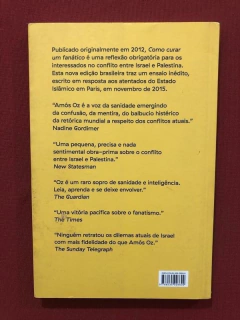 Publicado originalmente em 2012, Como curar
um fanático é uma reflexão obrigatória para os
interessados no conflito entre Israel e Palestina.
Esta nova edição brasileira traz um ensaio inédito,
escrito em resposta aos atentados do Estado
Islâmico em Paris, em novembro de 2015.
"Amós Oz é a voz da sanidade emergindo
da confusão, da mentira, do balbucio histérico
da retórica mundial a respeito dos conflitos atuais."
Nadine Gordimer
"Uma pequena, precisa e nada
sentimental obra-prima sobre o conflito
entre Israel e Palestina."
New Statesman
"Oz é um raro sopro de sanidade e inteligência.
Leia, aprenda e se deixe envolver."
The Guardian
"Uma vitória pacífica sobre o fanatismo."
The Times
"Ninguém retratou os dilemas atuais de Israel
com mais fidelidade do que Amós Oz."
The Sunday Telegraph